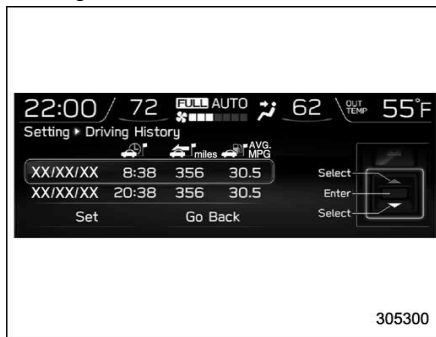 22:00 72 FULL AUTO 62 OUT TEMP 55°F
Setting ▸ Driving History
miles AVG. MPG
XX/XX/XX 8:38 356 30.5
XX/XX/XX 20:38 356 30.5
Set Go Back
Select
Enter
Select
305300